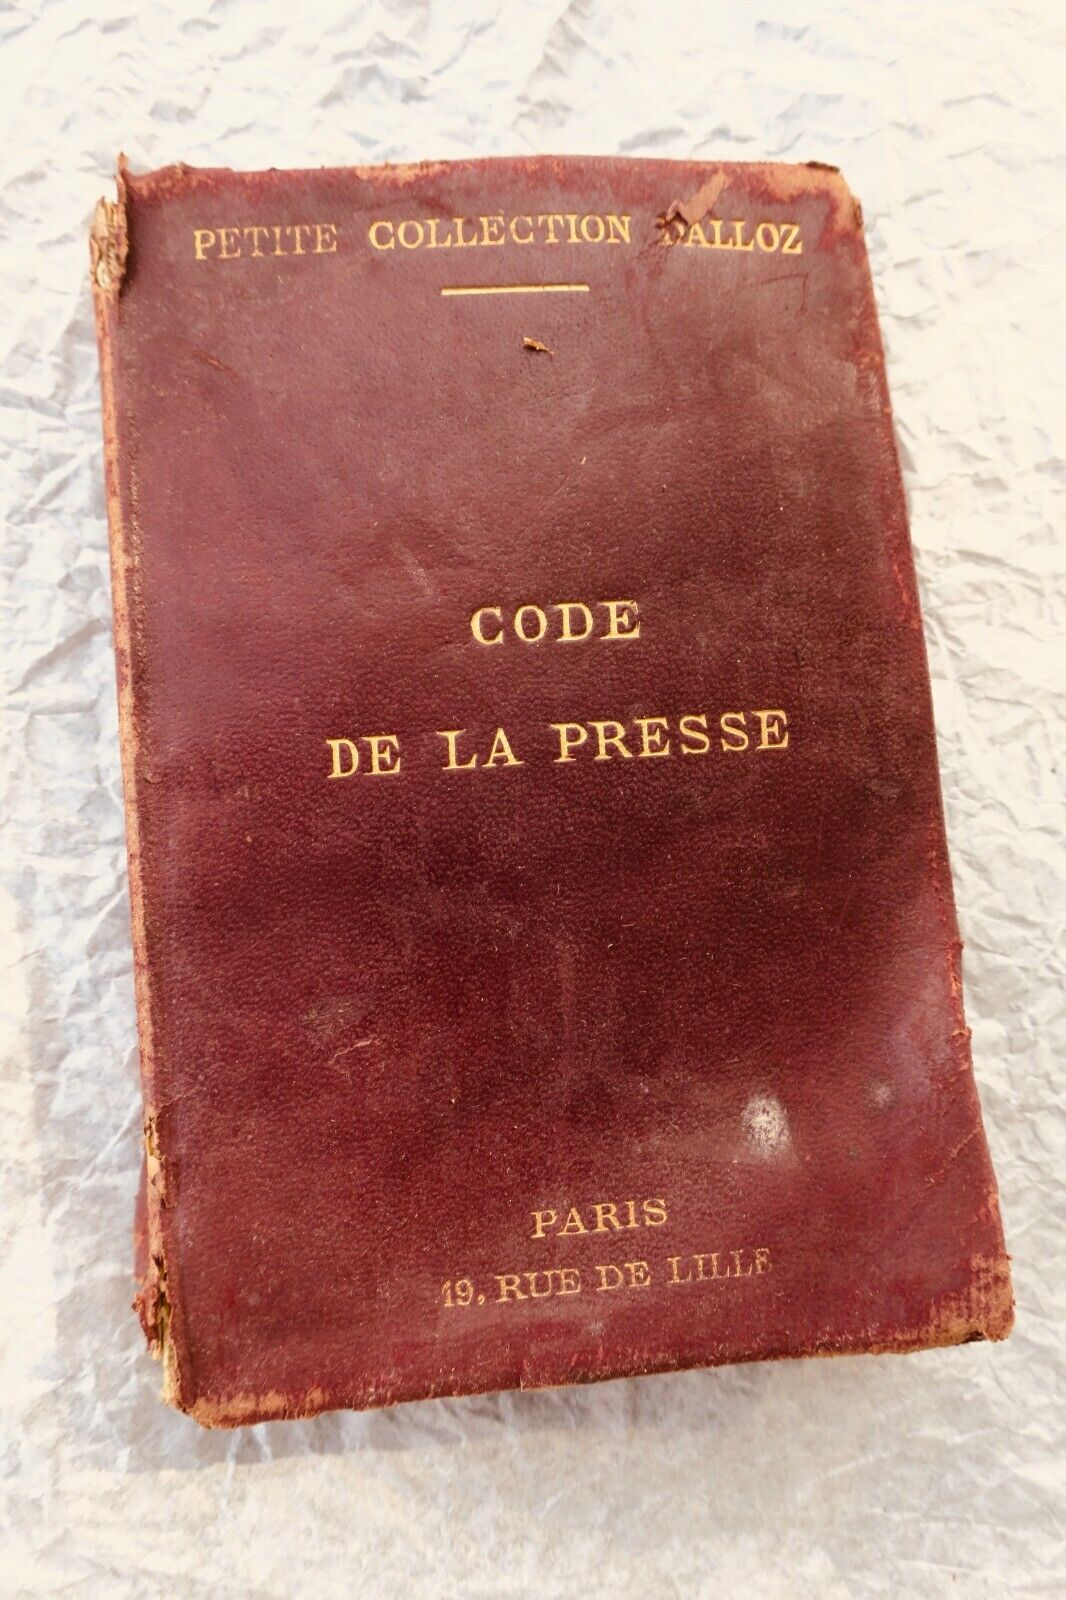 PETITE COLLECTION DALLOZ
CODE
DE LA PRESSE
PARIS
19, RUE DE LILLE